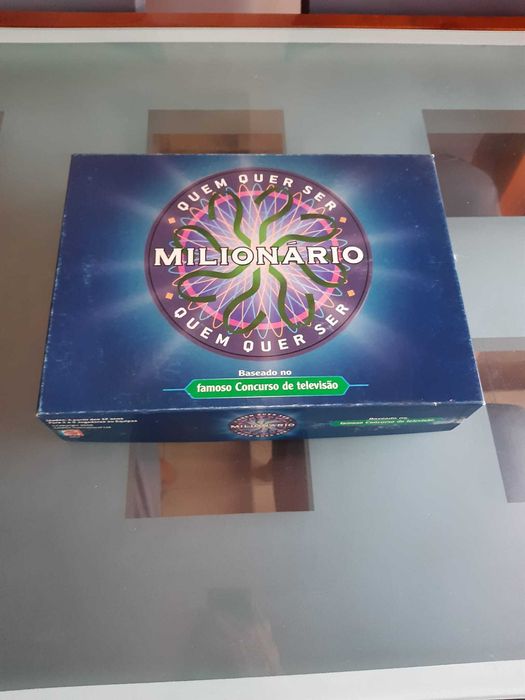 QUEM QUER SER
MILIONÁRIO
QUEM QUER SER
Baseado no
famoso Concurso de televisão
MILIONÁRIO
Baseado no
famoso Concurso de televisão